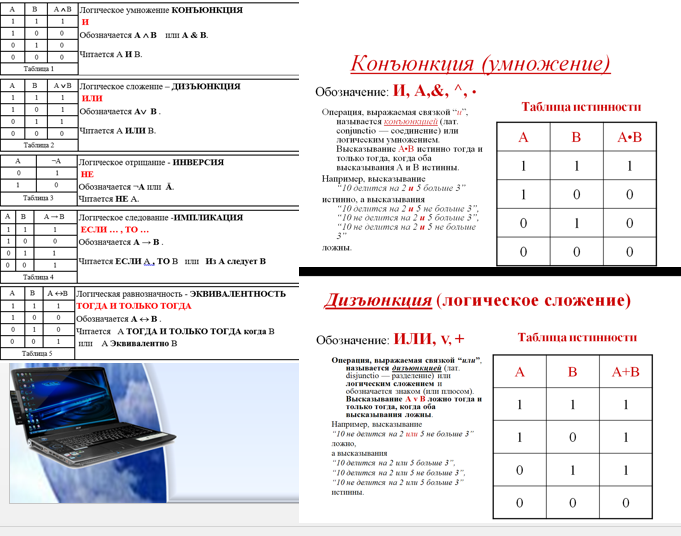 A B A ∧ B
1 1 1
1 0 0
0 1 0
0 0 0
Таблица 1
Логическое умножение КОНЪЮНКЦИЯ
И
Обозначается A ∧ B или A & B.
Читается A И B.
A B A ∨ B
1 1 1
1 0 1
0 1 1
0 0 0
Таблица 2
Логическое сложение – ДИЗЪЮНКЦИЯ
ИЛИ
Обозначается A∨ B .
Читается A ИЛИ B.
A ¬A
0 1
1 0
Таблица 3
Логическое отрицание - ИНВЕРСИЯ
НЕ
Обозначается ¬A или Ā.
Читается НЕ A.
A B A → B
1 1 1
1 0 0
0 1 1
0 0 1
Таблица 4
Логическое следование -ИМПЛИКАЦИЯ
ЕСЛИ … , ТО …
Обозначается A → B .
Читается ЕСЛИ A , ТО B или Из A следует B
A B A ↔ B
1 1 1
1 0 0
0 1 0
0 0 1
Таблица 5
Логическая равнозначность - ЭКВИВАЛЕНТНОСТЬ
ТОГДА И ТОЛЬКО ТОГДА
Обозначается A ↔ B .
Читается A ТОГДА И ТОЛЬКО ТОГДА когда B
или A Эквивалентно B
Конъюнкция (умножение)
Обозначение: И, Λ,&, ^, •
Операция, выражаемая связкой “и”,
называется конъюнкцией (лат.
conjunctio — соединение) или
логическим умножением.
Высказывание A•B истинно тогда и
только тогда, когда оба
высказывания A и B истинны.
Например, высказывание
“10 делится на 2 и 5 больше 3”
истинно, а высказывания
“10 делится на 2 и 5 не больше 3”,
“10 не делится на 2 и 5 больше 3”,
“10 не делится на 2 и 5 не больше
3”
ложны.
Таблица истинности
A B A•B
1 1 1
1 0 0
0 1 0
0 0 0
Дизъюнкция (логическое сложение)
Обозначение: ИЛИ, v, +
Операция, выражаемая связкой “или”,
называется дизъюнкцией (лат.
disjunctio — разделение) или
логическим сложением и
обозначается знаком (или плюсом).
Высказывание A v B ложно тогда и
только тогда, когда оба
высказывания ложны.
Например, высказывание
“10 не делится на 2 или 5 не больше 3”
ложно,
а высказывания
“10 делится на 2 или 5 больше 3”,
“10 делится на 2 или 5 не больше 3”,
“10 не делится на 2 или 5 больше 3”
истинны.
Таблица истинности
A B A+B
1 1 1
1 0 1
0 1 1
0 0 0